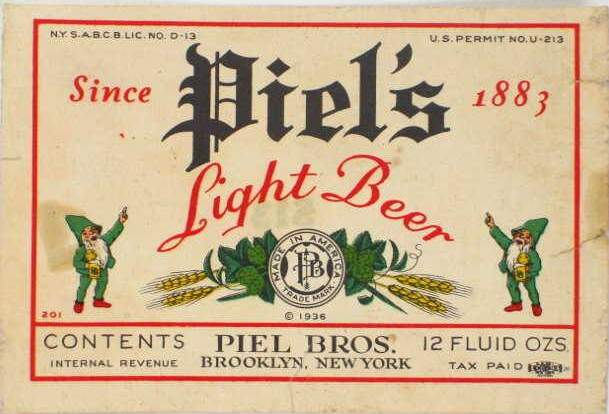 N.Y. S.A.B.C.B. LIC. NO. D-13
U.S. PERMIT NO. U-213
Since Piel's 1883
Light Beer
MADE IN AMERICA
PB
TRADE MARK
© 1936
201
CONTENTS PIEL BROS. 12 FLUID OZS.
INTERNAL REVENUE BROOKLYN, NEW YORK TAX PAID